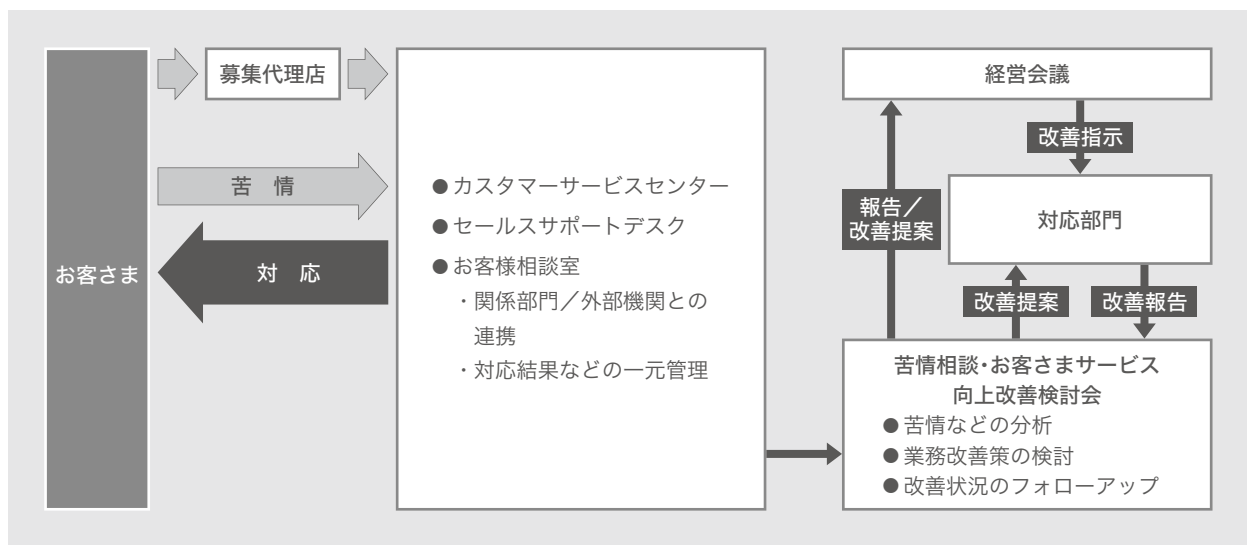 お客さま
募集代理店
苦　情
対　応
●カスタマーサービスセンター
●セールスサポートデスク
●お客様相談室
・関係部門／外部機関との
連携
・対応結果などの一元管理
経営会議
改善指示
報告／
改善提案
対応部門
改善提案
改善報告
苦情相談・お客さまサービス
向上改善検討会
●苦情などの分析
●業務改善策の検討
●改善状況のフォローアップ